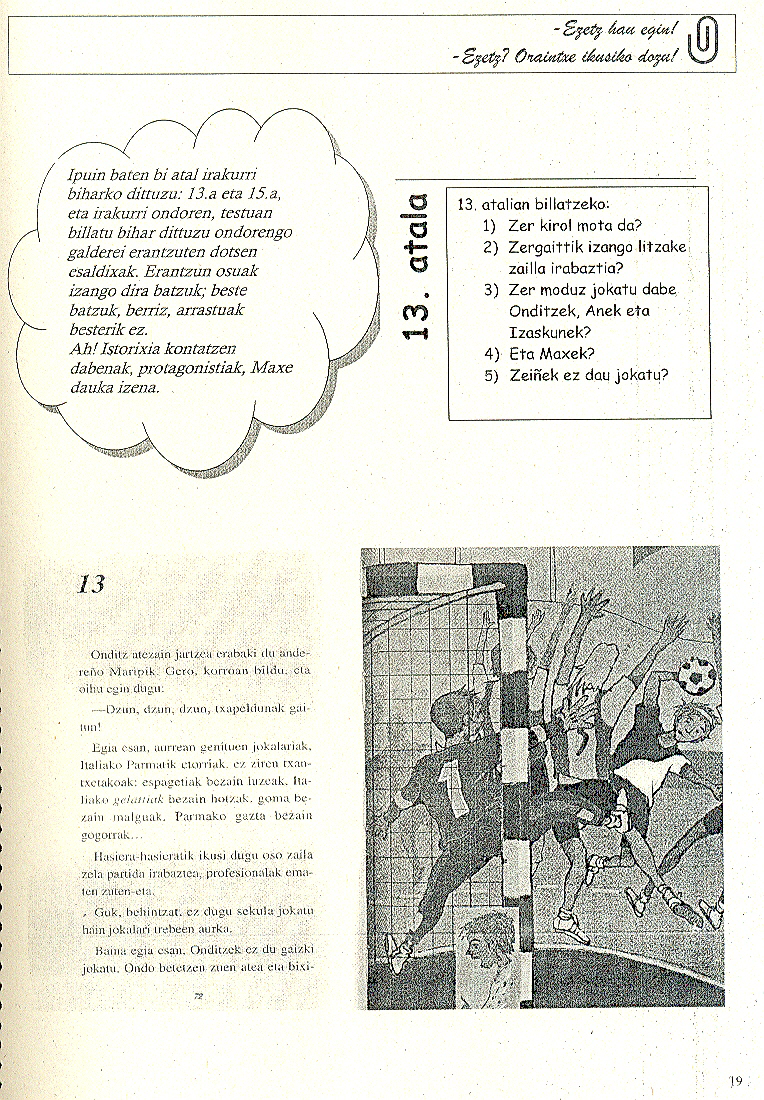 - Ezetz hau egin!
- Ezetz? Oraintxe ikusiko dozu!
Ipuin baten bi atal irakurri
biharko dittuzu: 13.a eta 15.a,
eta irakurri ondoren, testuan
billatu bihar dittuzu ondorengo
galderei erantzuten dotsen
esaldixak. Erantzun osuak
izango dira batzuk; beste
batzuk, berriz, arrastuak
besterik ez.
Ah! Istorixia kontatzen
dabenak, protagonistiak, Maxe
dauka izena.
13. atala
13. atalian billatzeko:
1) Zer kirol mota da?
2) Zergaittik izango litzake
zailla irabaztia?
3) Zer moduz jokatu dabe
Onditzek, Anek eta
Izaskunek?
4) Eta Maxek?
5) Zeiñek ez dau jokatu?
13
Onditz atezain jartzea erabaki du ande-
reño Maripik. Gero, korroan bildu, eta
oihu egin dugu:
—Dzun, dzun, dzun, txapeldunak gai-
tun!
Egia esan, aurrean genituen jokalariak,
Italiako Parmatik etorriak, ez ziren txan-
txetakoak: espagetiak bezain luzeak, Ita-
liako gelatiak bezain hotzak, goma be-
zain malguak, Parmako gazta bezain
gogorrak...
Hasiera-hasieratik ikusi dugu oso zaila
zela partida irabaztea, profesionalak ema-
ten zuten-eta.
Guk, behintzat, ez dugu sekula jokatu
hain jokalari trebeen aurka.
Baina egia esan, Onditzek ez du gaizki
jokatu. Ondo betetzen zuen atea eta bixi-
72
19